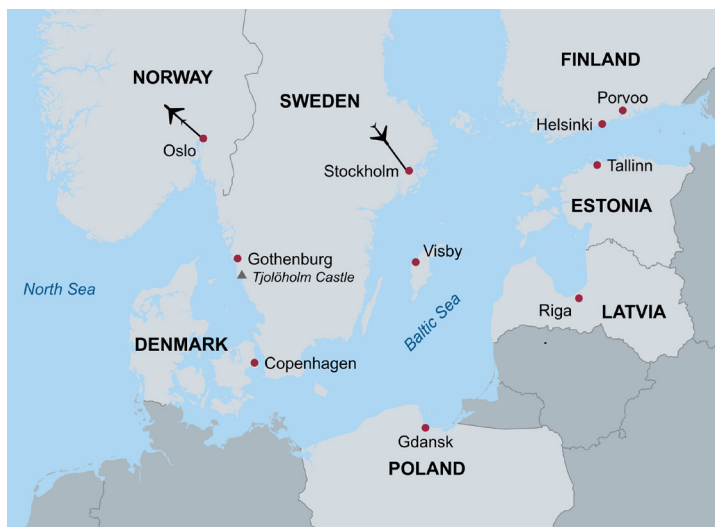 NORWAY
SWEDEN
FINLAND
Porvoo
Helsinki
Oslo
Stockholm
Tallinn
ESTONIA
Gothenburg
Tjolöholm Castle
Visby
North Sea
Baltic Sea
Riga
LATVIA
DENMARK
Copenhagen
Gdansk
POLAND